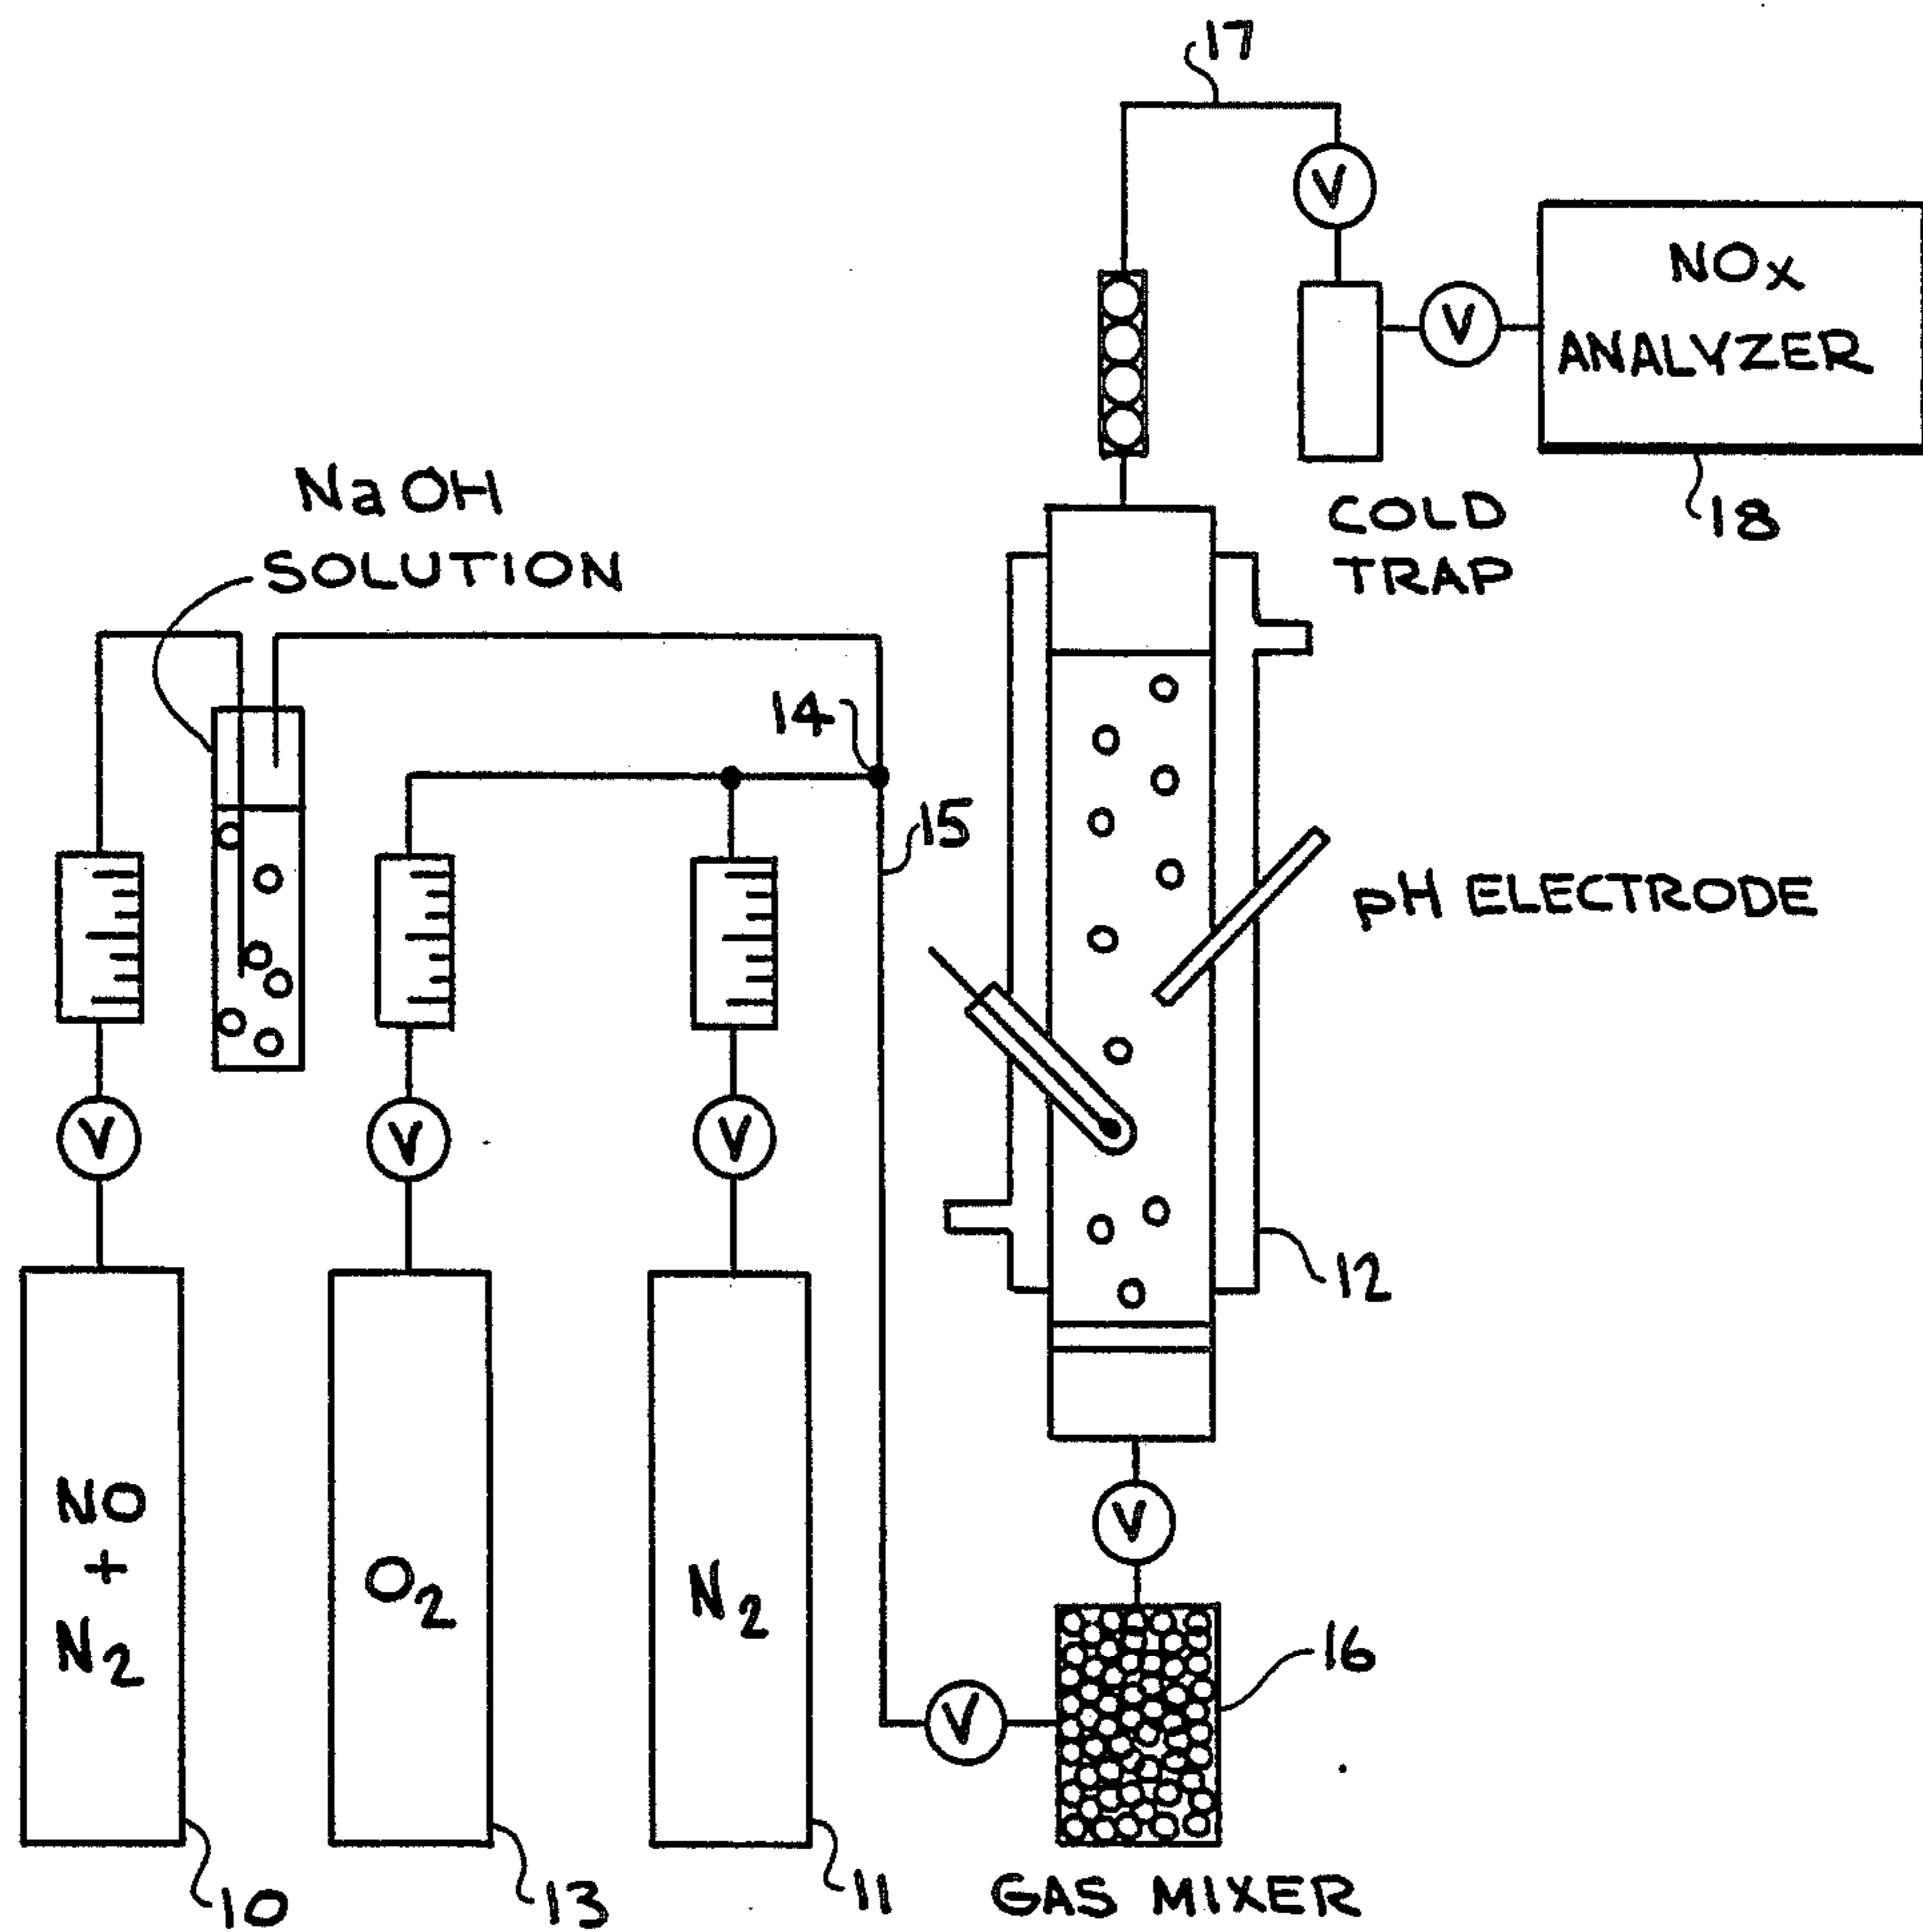 17
V
NOx
ANALYZER
V
18
COLD
TRAP
NaOH
SOLUTION
14
15
pH ELECTRODE
V
V
V
12
NO
+
N2
O2
N2
V
16
V
10
13
11
GAS MIXER